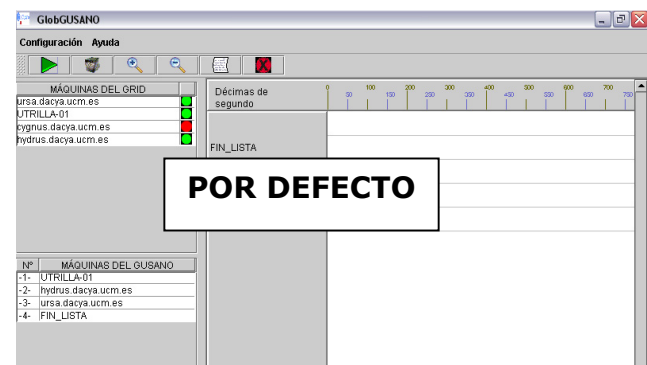 GlobGUSANO
Configuración Ayuda
MÁQUINAS DEL GRID
ursa.dacya.ucm.es
UTRILLA-01
cygnus.dacya.ucm.es
hydrus.dacya.ucm.es
Décimas de
segundo
0 100 200 300 400 500 600 700
50 150 250 350 450 550 650 750
FIN_LISTA
POR DEFECTO
Nº MÁQUINAS DEL GUSANO
-1- UTRILLA-01
-2- hydrus.dacya.ucm.es
-3- ursa.dacya.ucm.es
-4- FIN_LISTA